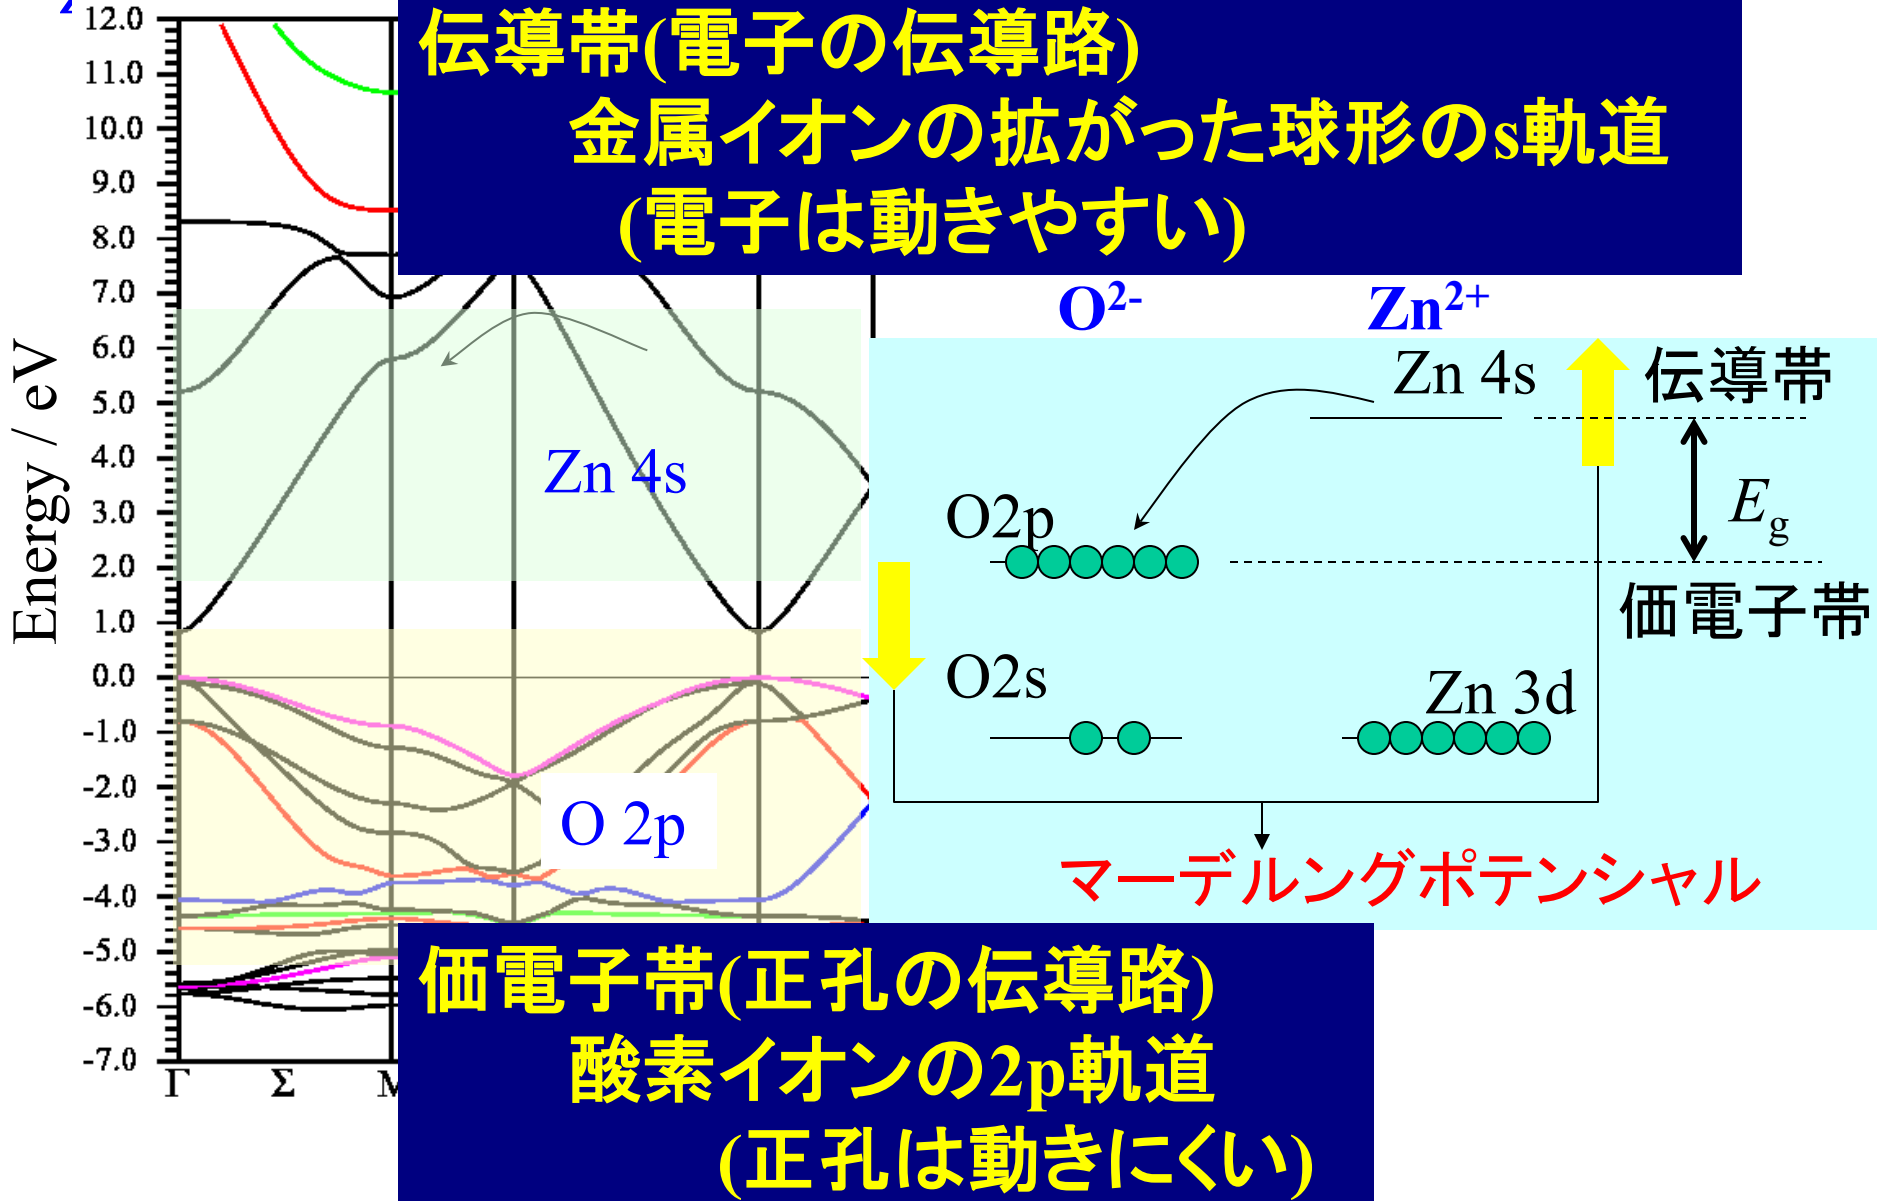 伝導帯(電子の伝導路)
金属イオンの拡がった球形のs軌道
(電子は動きやすい)
Energy / eV
12.0
11.0
10.0
9.0
8.0
7.0
6.0
5.0
4.0
3.0
2.0
1.0
0.0
-1.0
-2.0
-3.0
-4.0
-5.0
-6.0
-7.0
Γ Σ
Zn 4s
O 2p
O²⁻ Zn²⁺
Zn 4s 伝導帯
O2p
Eg
価電子帯
O2s
Zn 3d
マーデルングポテンシャル
価電子帯(正孔の伝導路)
酸素イオンの2p軌道
(正孔は動きにくい)